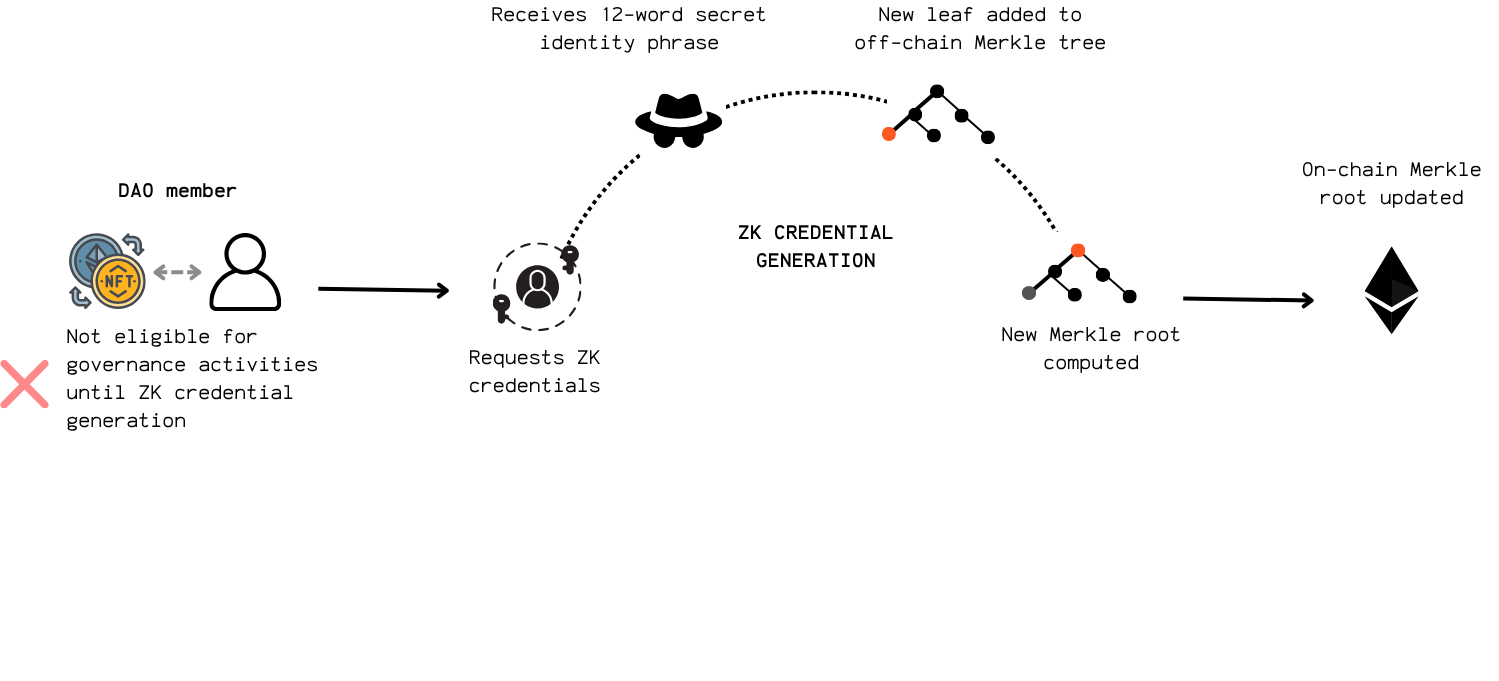 Receives 12-word secret
identity phrase
New leaf added to
off-chain Merkle tree
On-chain Merkle
root updated
DAO member
NFT
ZK CREDENTIAL
GENERATION
Not eligible for
governance activities
until ZK credential
generation
Requests ZK
credentials
New Merkle root
computed